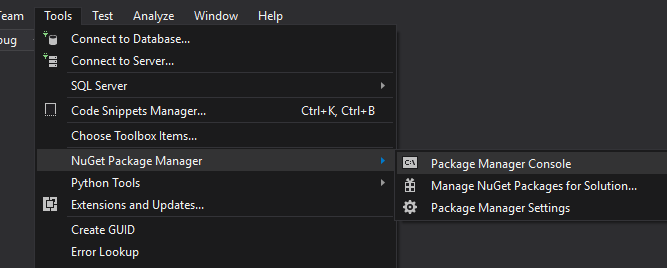 Team Tools Test Analyze Window Help
Connect to Database...
Connect to Server...
SQL Server
Code Snippets Manager... Ctrl+K, Ctrl+B
Choose Toolbox Items...
NuGet Package Manager
Python Tools
Extensions and Updates...
Create GUID
Error Lookup
C:\
Package Manager Console
Manage NuGet Packages for Solution...
Package Manager Settings